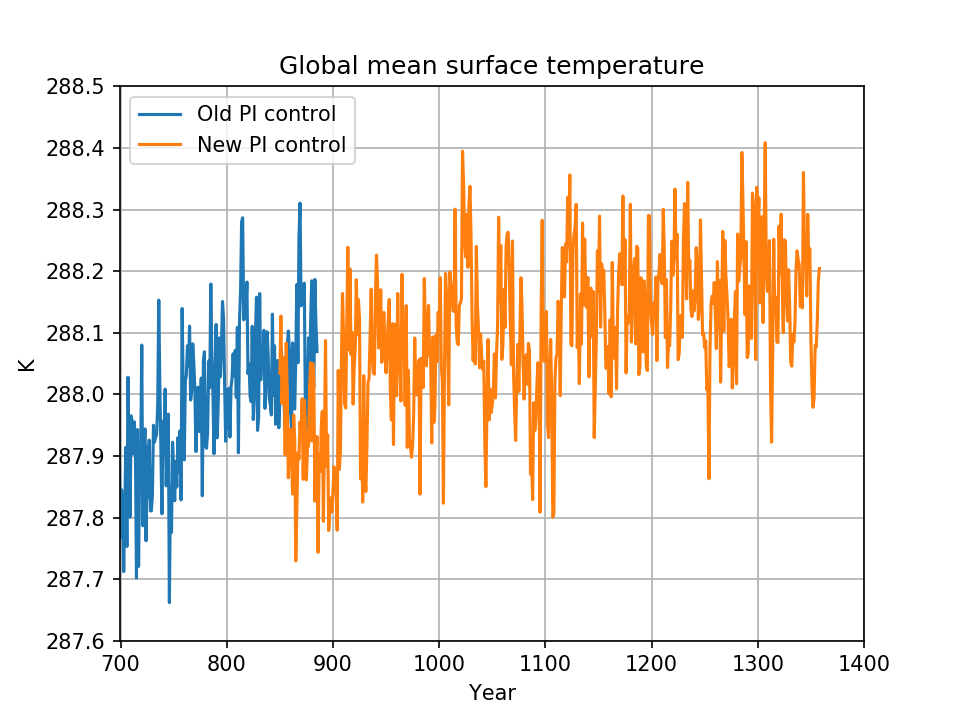 Global mean surface temperature
288.5
288.4
288.3
288.2
288.1
288.0
287.9
287.8
287.7
287.6
K
Old PI control
New PI control
700 800 900 1000 1100 1200 1300 1400
Year